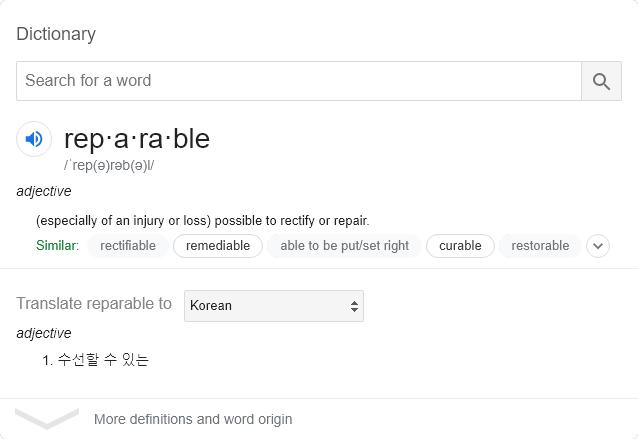 Dictionary
Search for a word
rep·a·ra·ble
/ˈrep(ə)rəb(ə)l/
adjective
(especially of an injury or loss) possible to rectify or repair.
Similar: rectifiable remediable able to be put/set right curable restorable
Translate reparable to Korean
adjective
1. 수선할 수 있는
More definitions and word origin